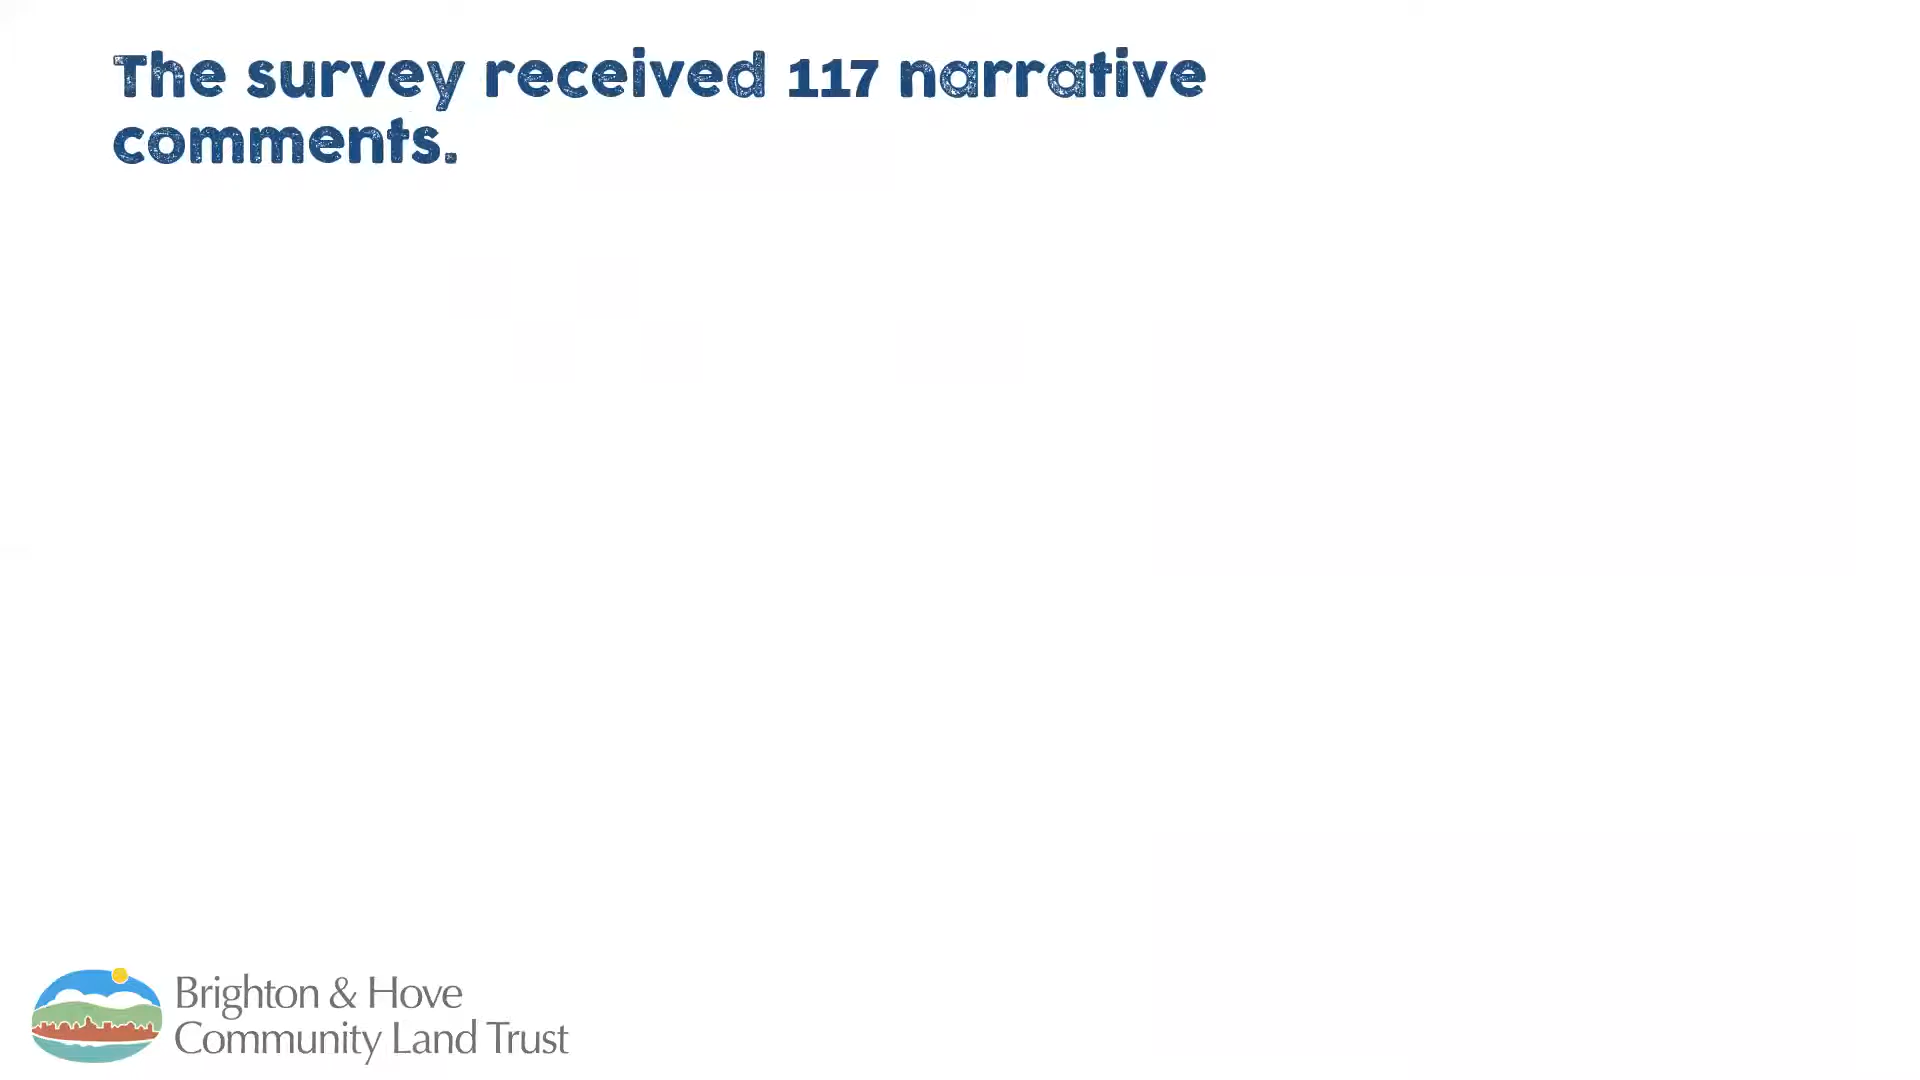 The survey received 117 narrative
comments.
Brighton & Hove
Community Land Trust